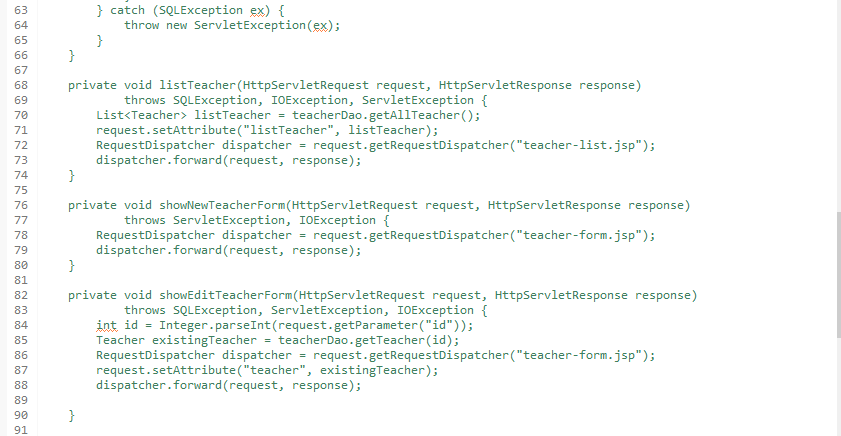 63 } catch (SQLException ex) {
64 throw new ServletException(ex);
65 }
66 }
67
68 private void listTeacher(HttpServletRequest request, HttpServletResponse response)
69 throws SQLException, IOException, ServletException {
70 List<Teacher> listTeacher = teacherDao.getAllTeacher();
71 request.setAttribute("listTeacher", listTeacher);
72 RequestDispatcher dispatcher = request.getRequestDispatcher("teacher-list.jsp");
73 dispatcher.forward(request, response);
74 }
75
76 private void showNewTeacherForm(HttpServletRequest request, HttpServletResponse response)
77 throws ServletException, IOException {
78 RequestDispatcher dispatcher = request.getRequestDispatcher("teacher-form.jsp");
79 dispatcher.forward(request, response);
80 }
81
82 private void showEditTeacherForm(HttpServletRequest request, HttpServletResponse response)
83 throws SQLException, ServletException, IOException {
84 int id = Integer.parseInt(request.getParameter("id"));
85 Teacher existingTeacher = teacherDao.getTeacher(id);
86 RequestDispatcher dispatcher = request.getRequestDispatcher("teacher-form.jsp");
87 request.setAttribute("teacher", existingTeacher);
88 dispatcher.forward(request, response);
89
90 }
91